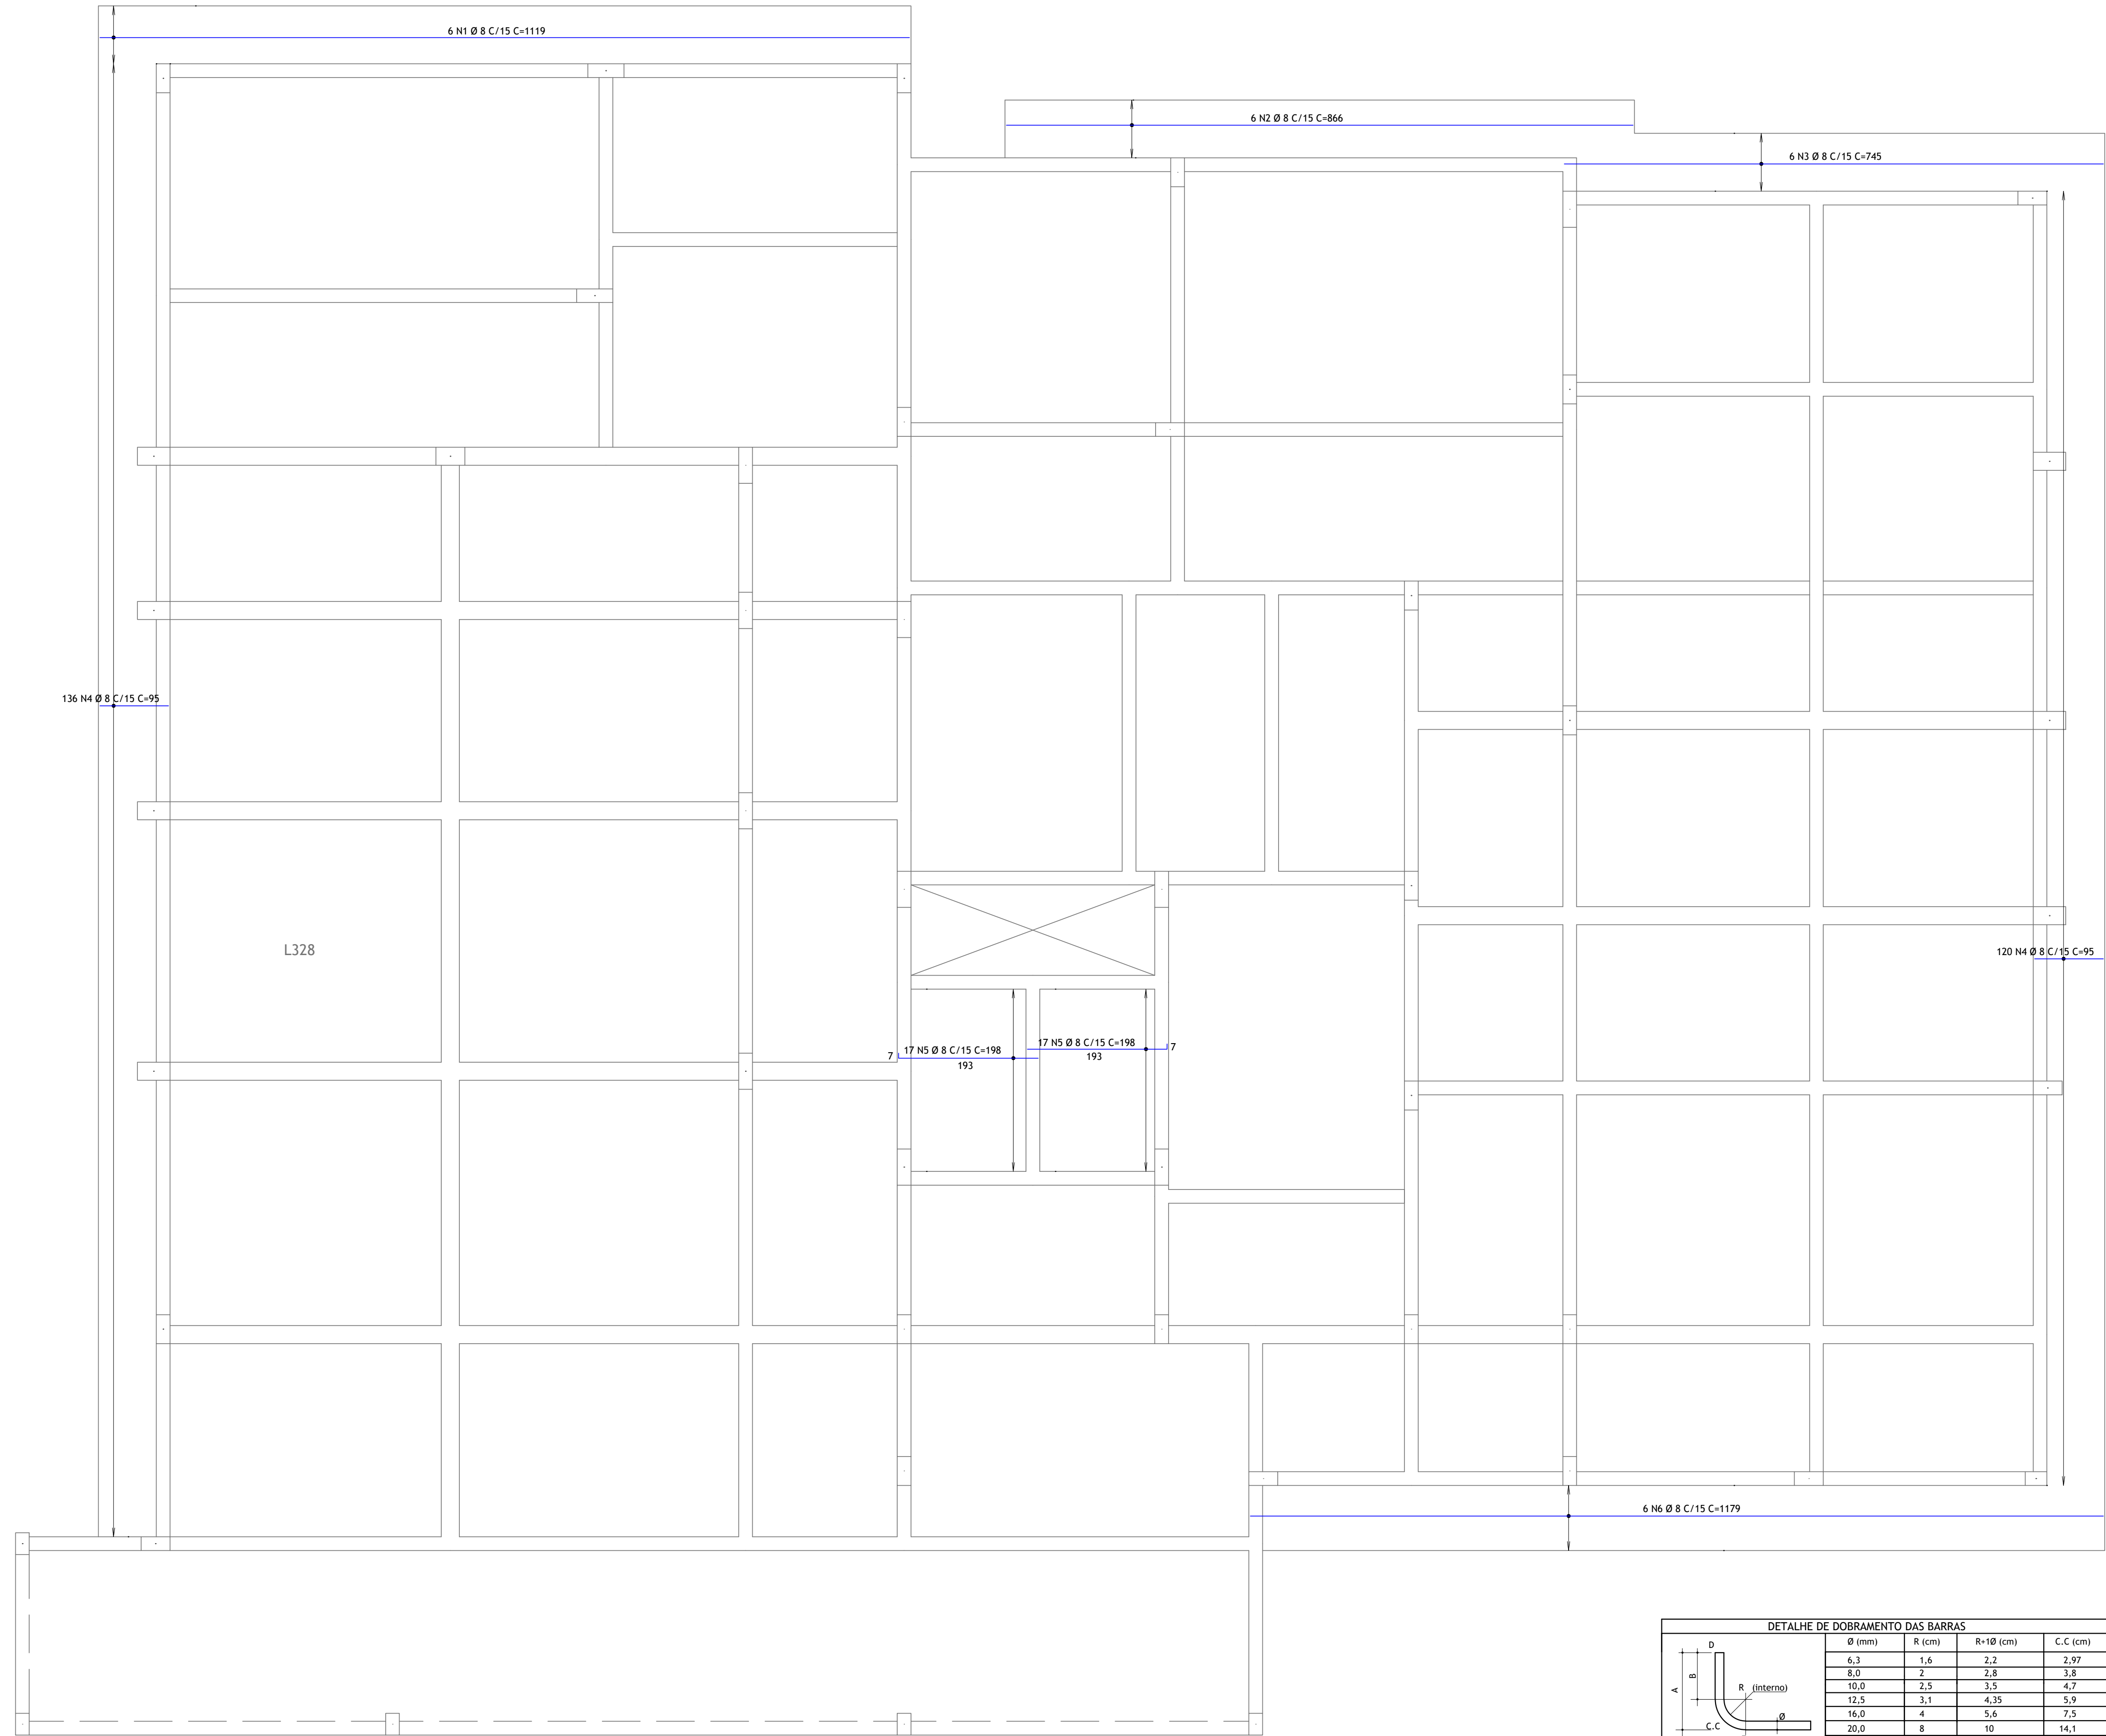 6 N1 Ø 8 C/15 C=1119
6 N2 Ø 8 C/15 C=866
6 N3 Ø 8 C/15 C=745
136 N4 Ø 8 C/15 C=95
L328
120 N4 Ø 8 C/15 C=95
7 17 N5 Ø 8 C/15 C=198
193
17 N5 Ø 8 C/15 C=198 7
193
6 N6 Ø 8 C/15 C=1179
DETALHE DE DOBRAMENTO DAS BARRAS
Ø (mm) R (cm) R+1Ø (cm) C.C (cm)
6,3 1,6 2,2 2,97
8,0 2 2,8 3,8
10,0 2,5 3,5 4,7
12,5 3,1 4,35 5,9
16,0 4 5,6 7,5
20,0 8 10 14,1
D
A
B
R (interno)
C.C
Ø